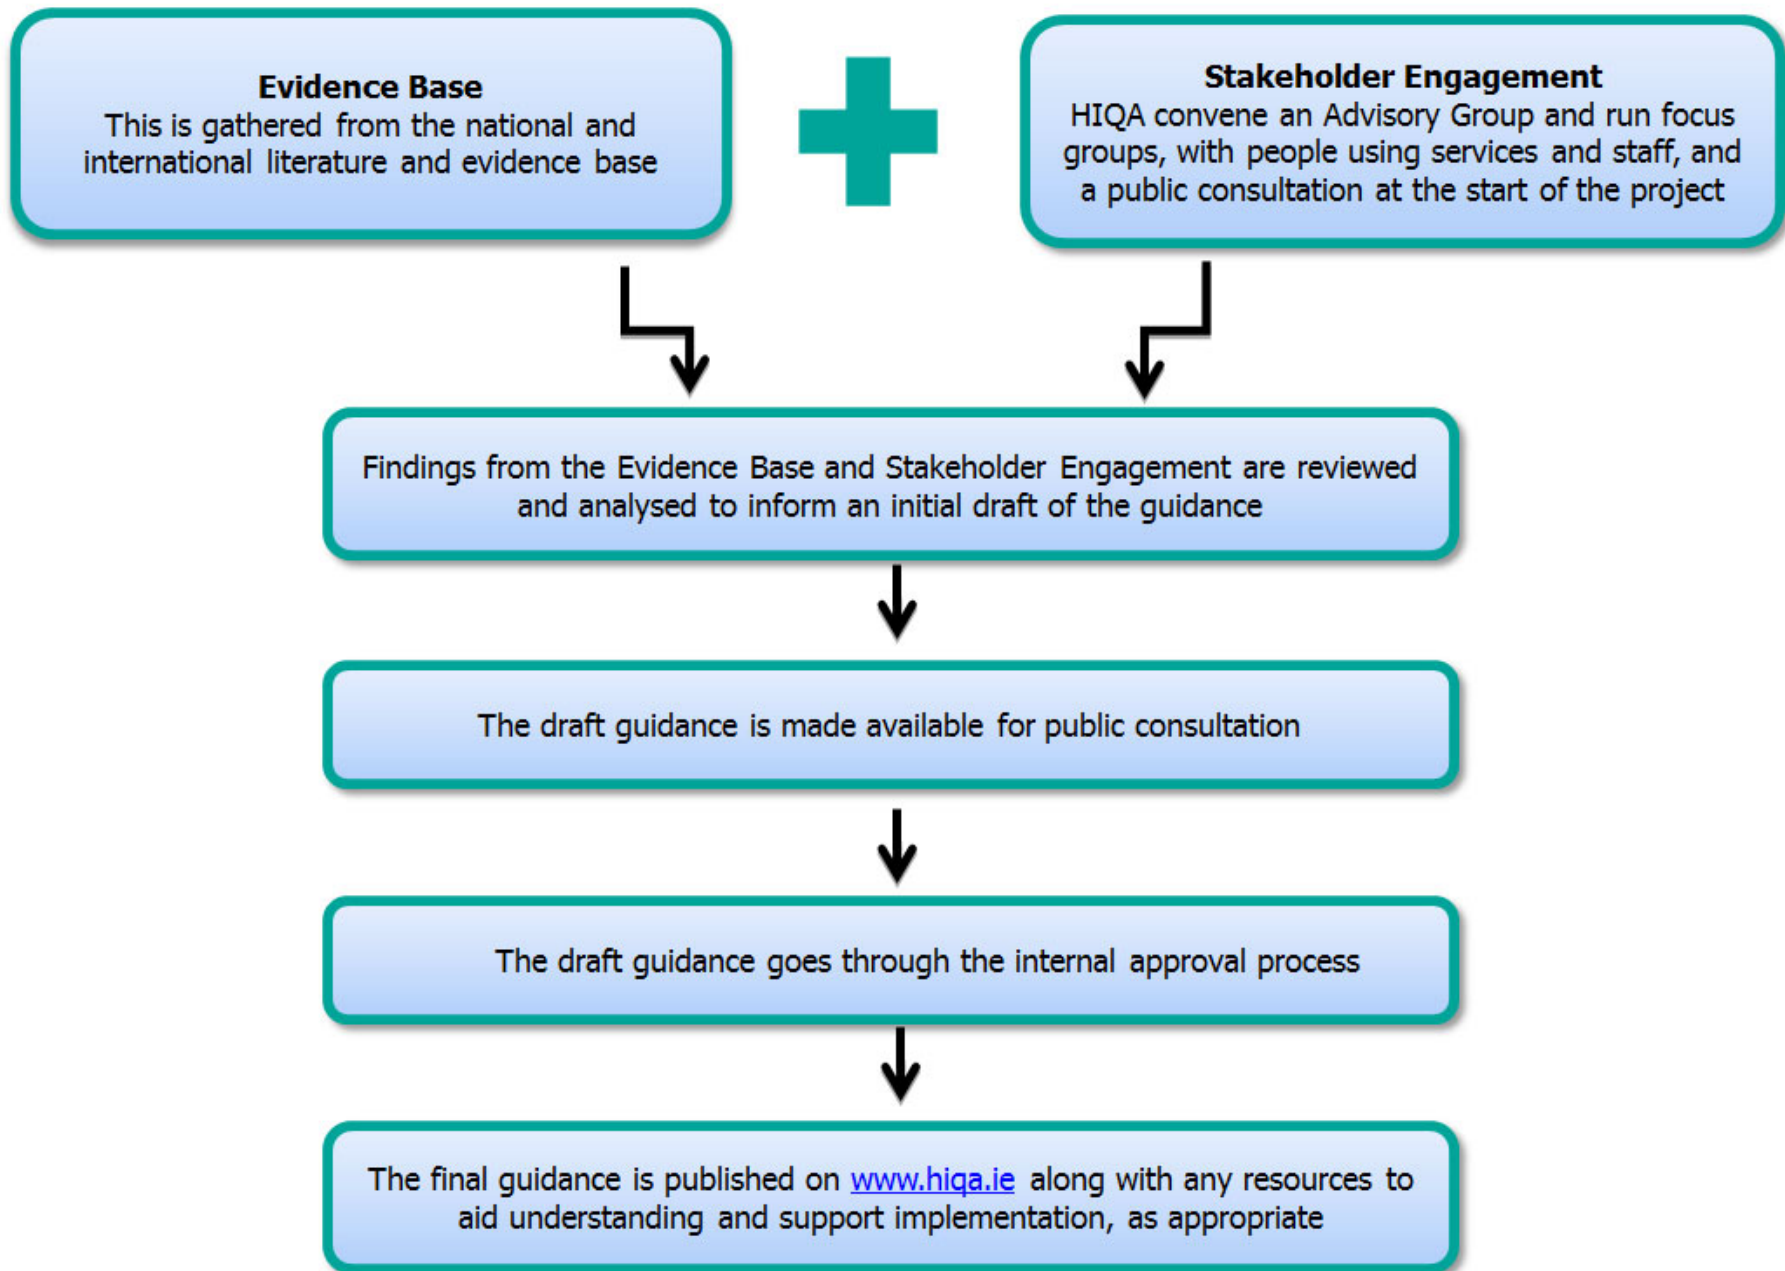 Evidence Base
This is gathered from the national and
international literature and evidence base
Stakeholder Engagement
HIQA convene an Advisory Group and run focus
groups, with people using services and staff, and
a public consultation at the start of the project
Findings from the Evidence Base and Stakeholder Engagement are reviewed
and analysed to inform an initial draft of the guidance
The draft guidance is made available for public consultation
The draft guidance goes through the internal approval process
The final guidance is published on www.hiqa.ie along with any resources to
aid understanding and support implementation, as appropriate